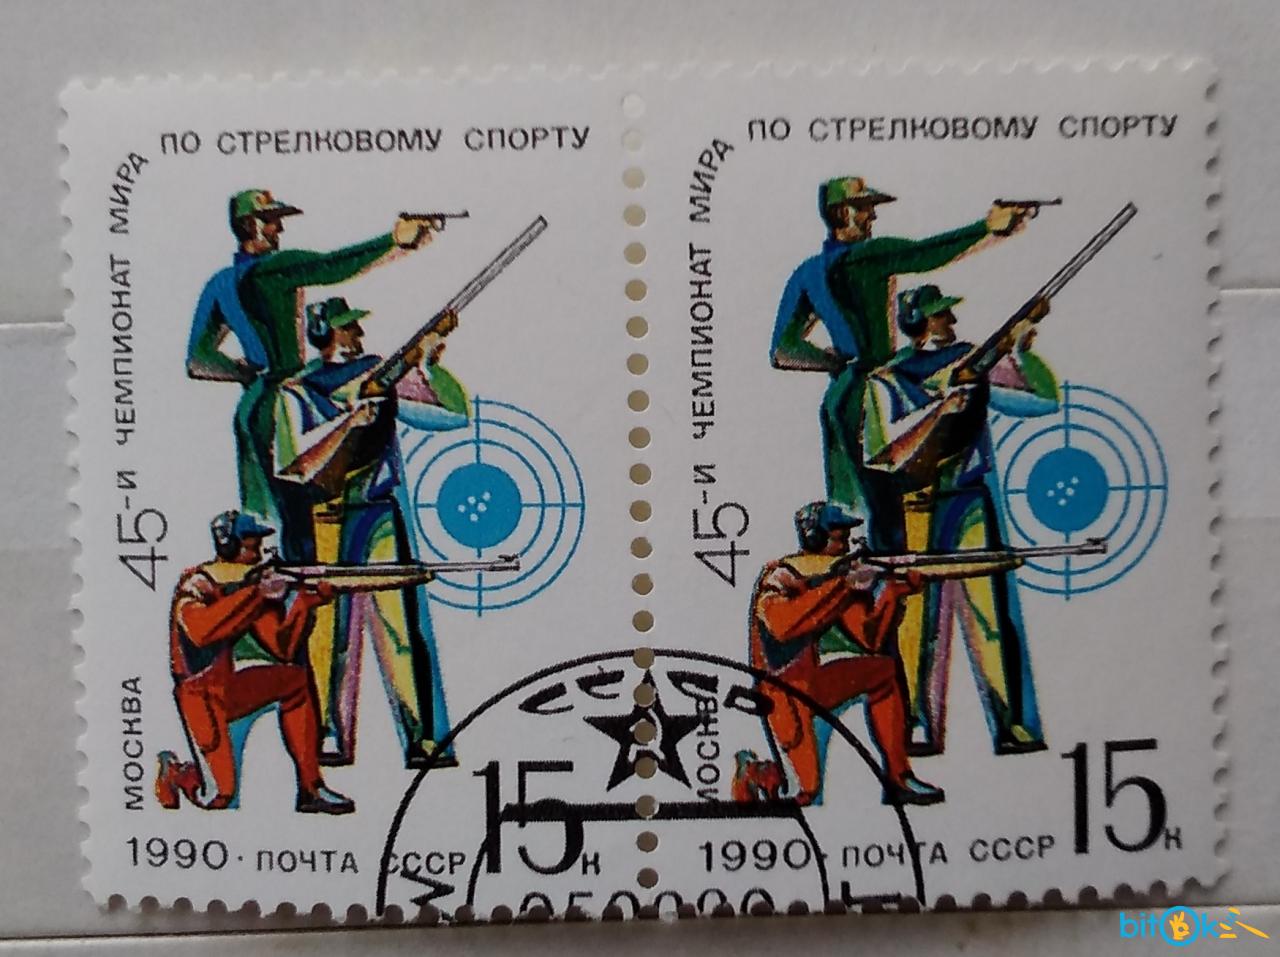 МОСКВА 45-Й ЧЕМПИОНАТ МИРА ПО СТРЕЛКОВОМУ СПОРТУ
15к
1990·ПОЧТА СССР
МОСКВА 45-Й ЧЕМПИОНАТ МИРА ПО СТРЕЛКОВОМУ СПОРТУ
15к
1990·ПОЧТА СССР
СССР
bitOk